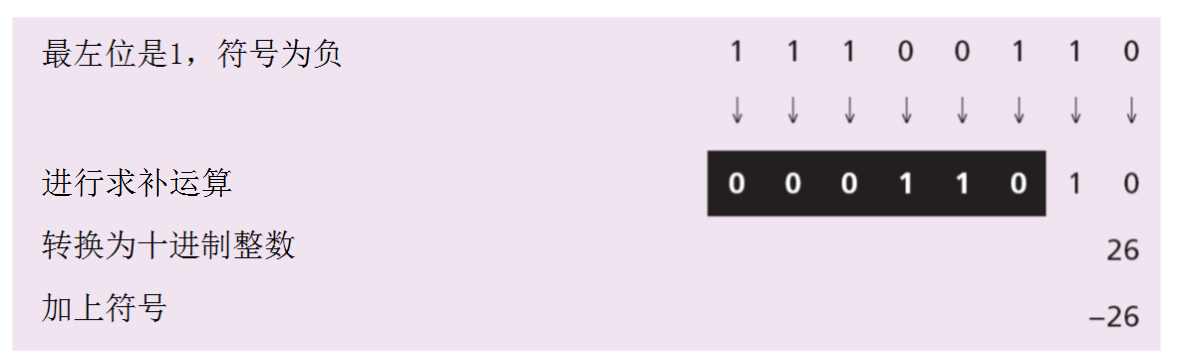 最左位是1，符号为负 1 1 1 0 0 1 1 0
↓ ↓ ↓ ↓ ↓ ↓ ↓ ↓
进行求补运算 0 0 0 1 1 0 1 0
转换为十进制整数 26
加上符号 −26